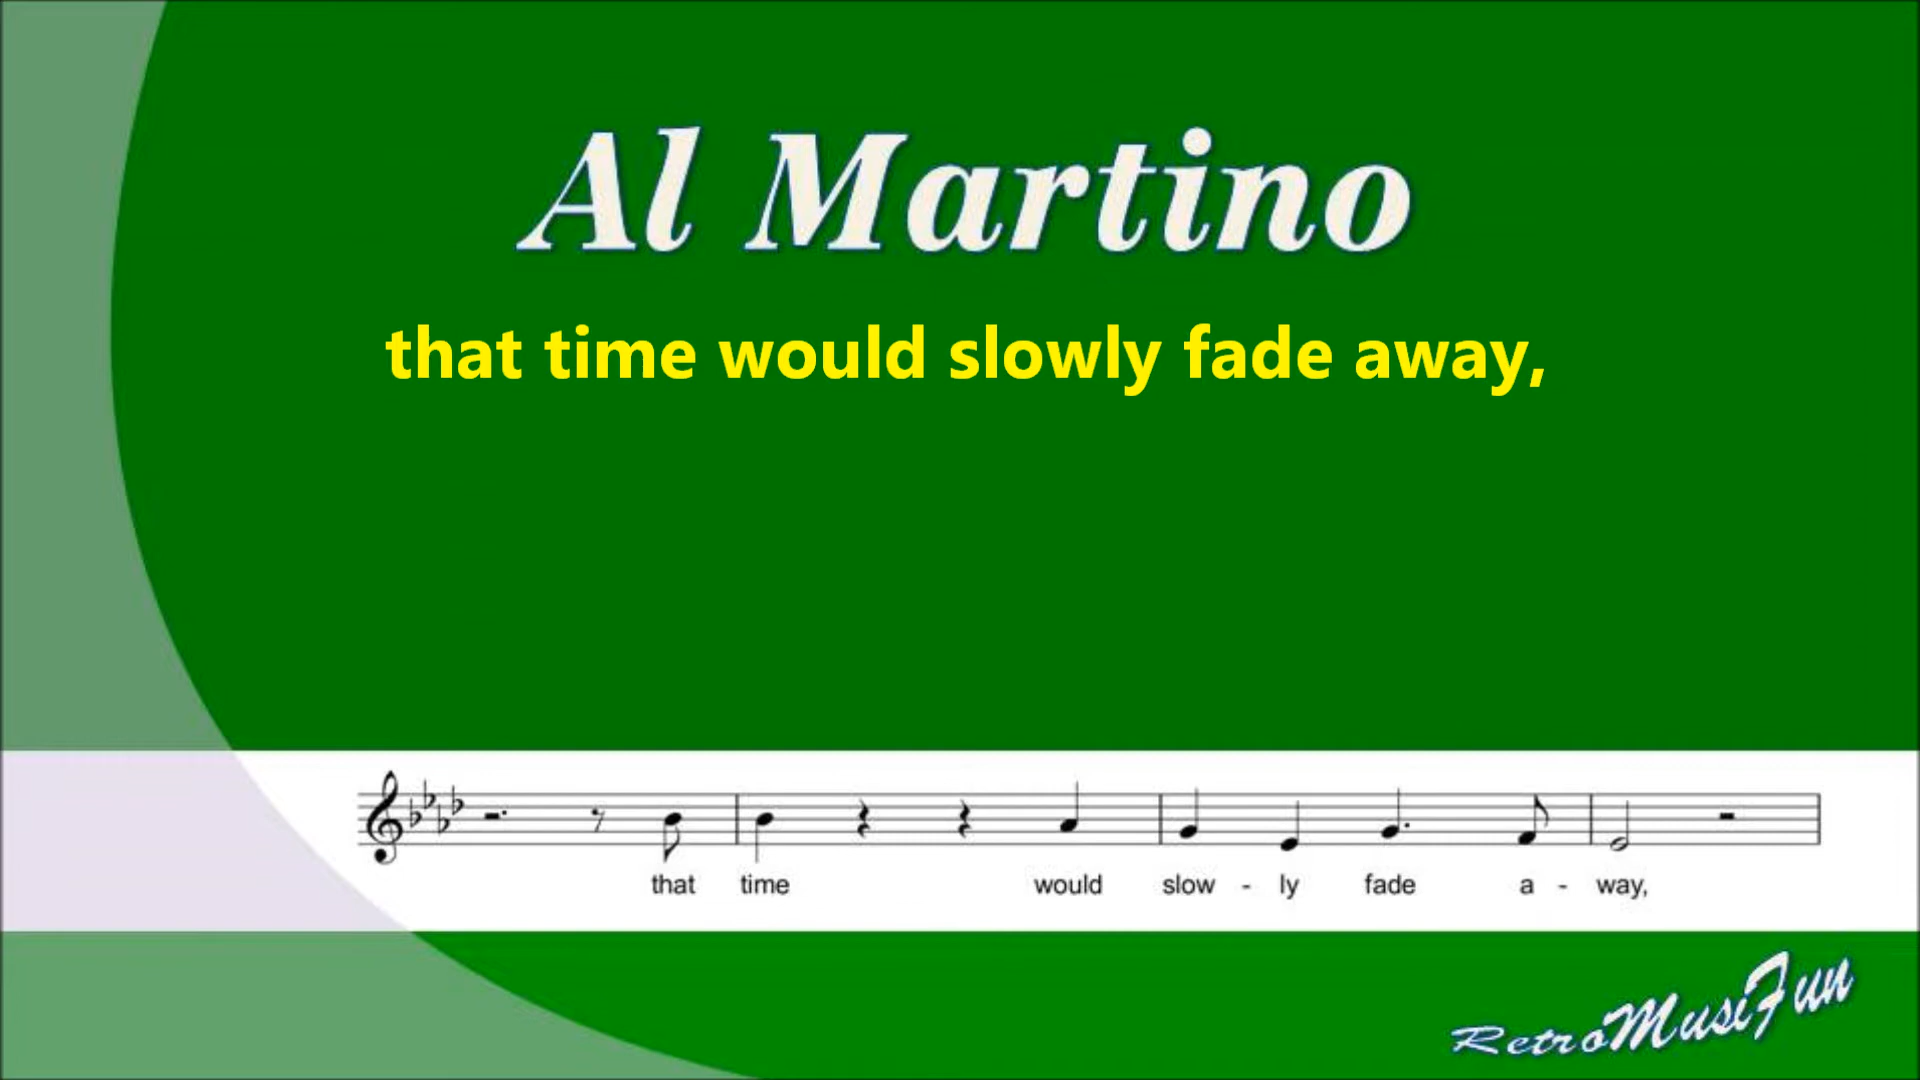 Al Martino
that time would slowly fade away,
that time would slow - ly fade a - way,
RetroMusiFun